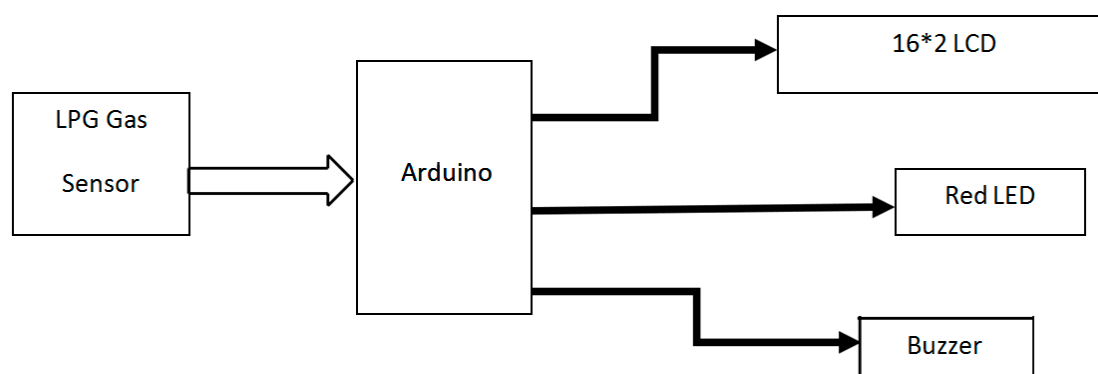 LPG Gas
Sensor
Arduino
16*2 LCD
Red LED
Buzzer